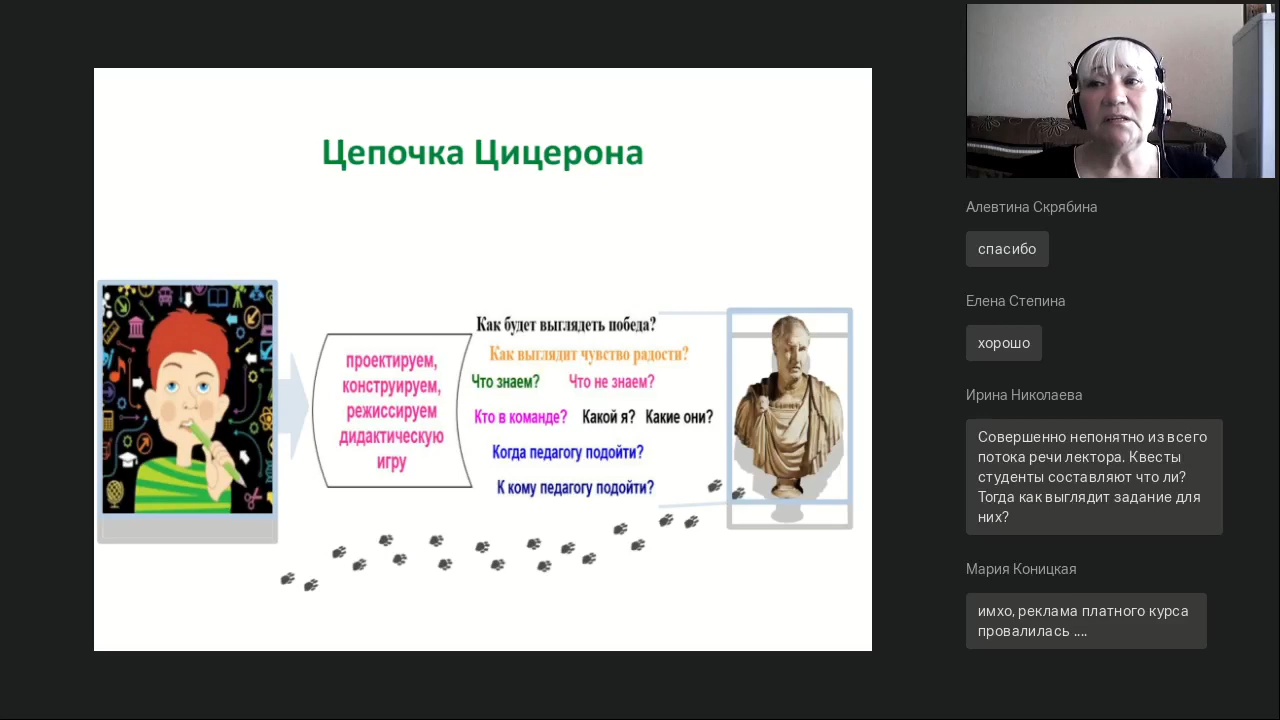 Цепочка Цицерона
проектируем,
конструируем,
режиссируем
дидактическую
игру
Как будет выглядеть победа?
Как выглядит чувство радости?
Что знаем? Что не знаем?
Кто в команде? Какой я? Какие они?
Когда педагогу подойти?
К кому педагогу подойти?
Алевтина Скрябина
спасибо
Елена Степина
хорошо
Ирина Николаева
Совершенно непонятно из всего
потока речи лектора. Квесты
студенты составляют что ли?
Тогда как выглядит задание для
них?
Мария Коницкая
имхо, реклама платного курса
провалилась ....